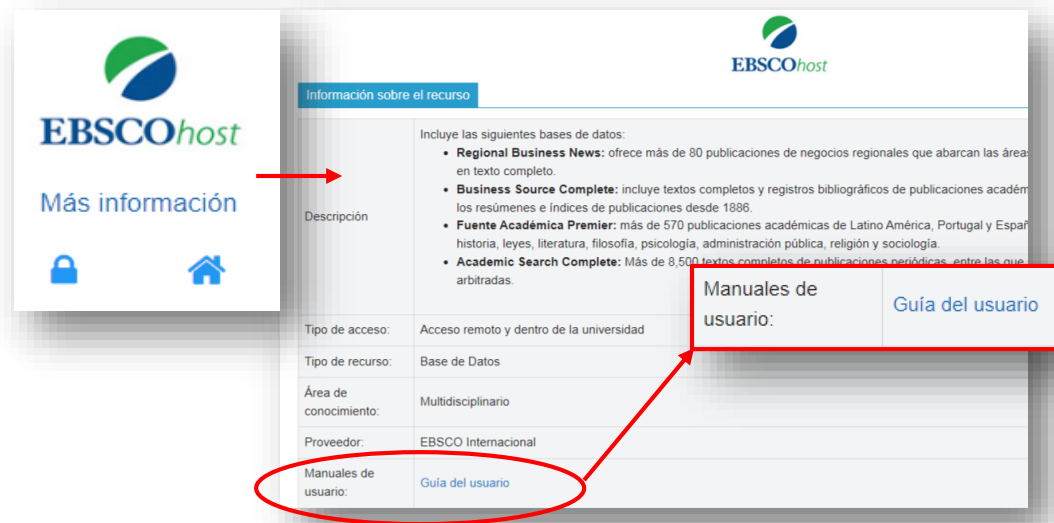 EBSCOhost
Más información
EBSCOhost
Información sobre el recurso
Descripción
Incluye las siguientes bases de datos:
• Regional Business News: ofrece más de 80 publicaciones de negocios regionales que abarcan las área
en texto completo.
• Business Source Complete: incluye textos completos y registros bibliográficos de publicaciones académ
los resúmenes e índices de publicaciones desde 1886.
• Fuente Académica Premier: más de 570 publicaciones académicas de Latino América, Portugal y Españ
historia, leyes, literatura, filosofía, psicología, administración pública, religión y sociología.
• Academic Search Complete: Más de 8,500 textos completos de publicaciones periódicas, entre las que
arbitradas.
Tipo de acceso: Acceso remoto y dentro de la universidad
Tipo de recurso: Base de Datos
Área de
conocimiento:
Multidisciplinario
Proveedor: EBSCO Internacional
Manuales de
usuario:
Guía del usuario
Manuales de
usuario:
Guía del usuario